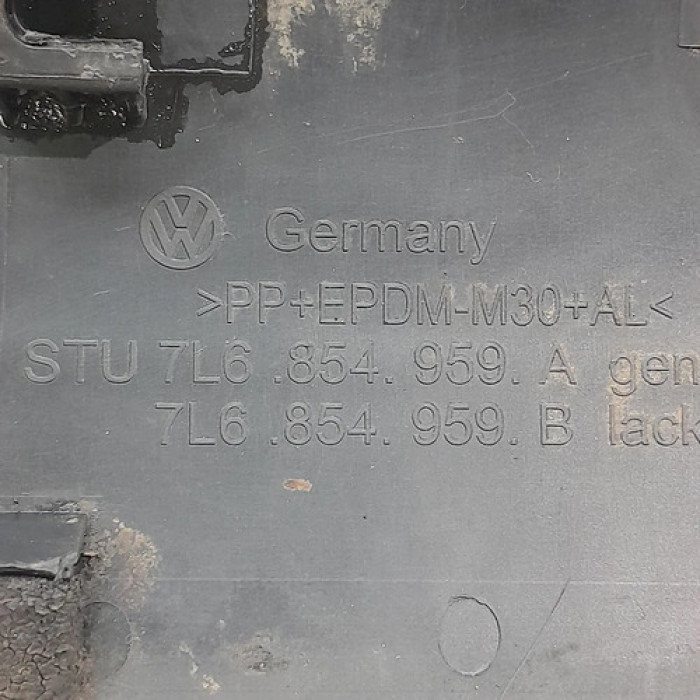 Germany
>PP+EPDM-M30+AL<
STU 7L6 .854. 959. A gen
7L6 .854. 959. B lack